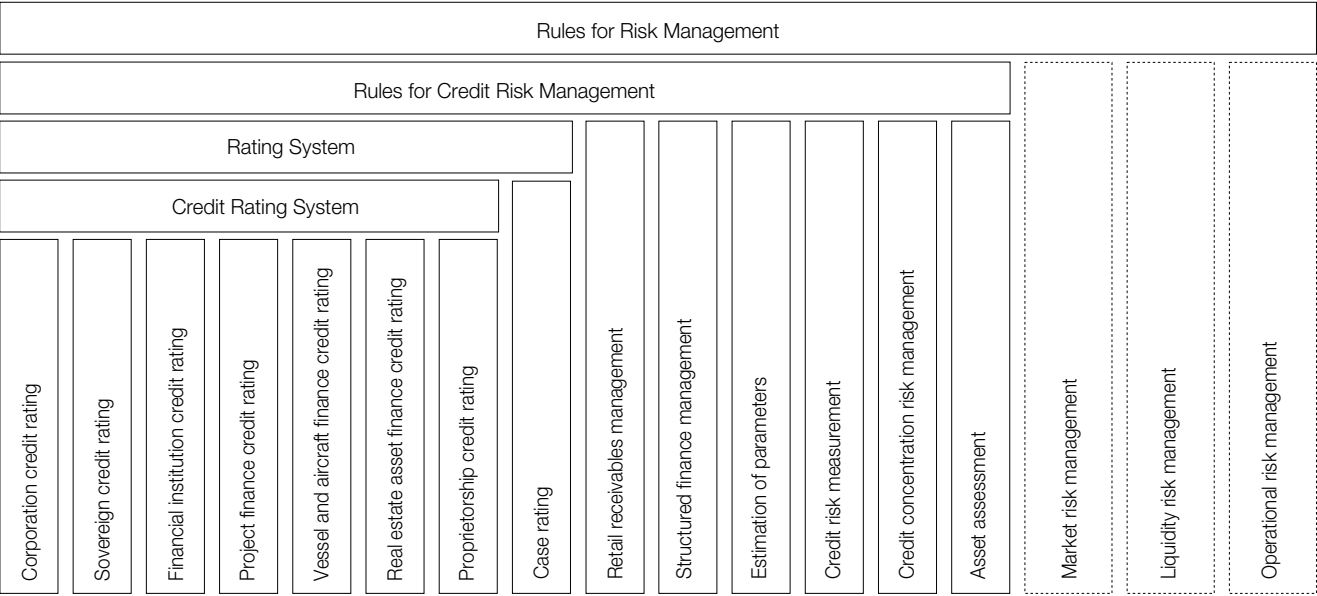 Rules for Risk Management
Rules for Credit Risk Management
Rating System
Credit Rating System
Corporation credit rating
Sovereign credit rating
Financial institution credit rating
Project finance credit rating
Vessel and aircraft finance credit rating
Real estate asset finance credit rating
Proprietorship credit rating
Case rating
Retail receivables management
Structured finance management
Estimation of parameters
Credit risk measurement
Credit concentration risk management
Asset assessment
Market risk management
Liquidity risk management
Operational risk management